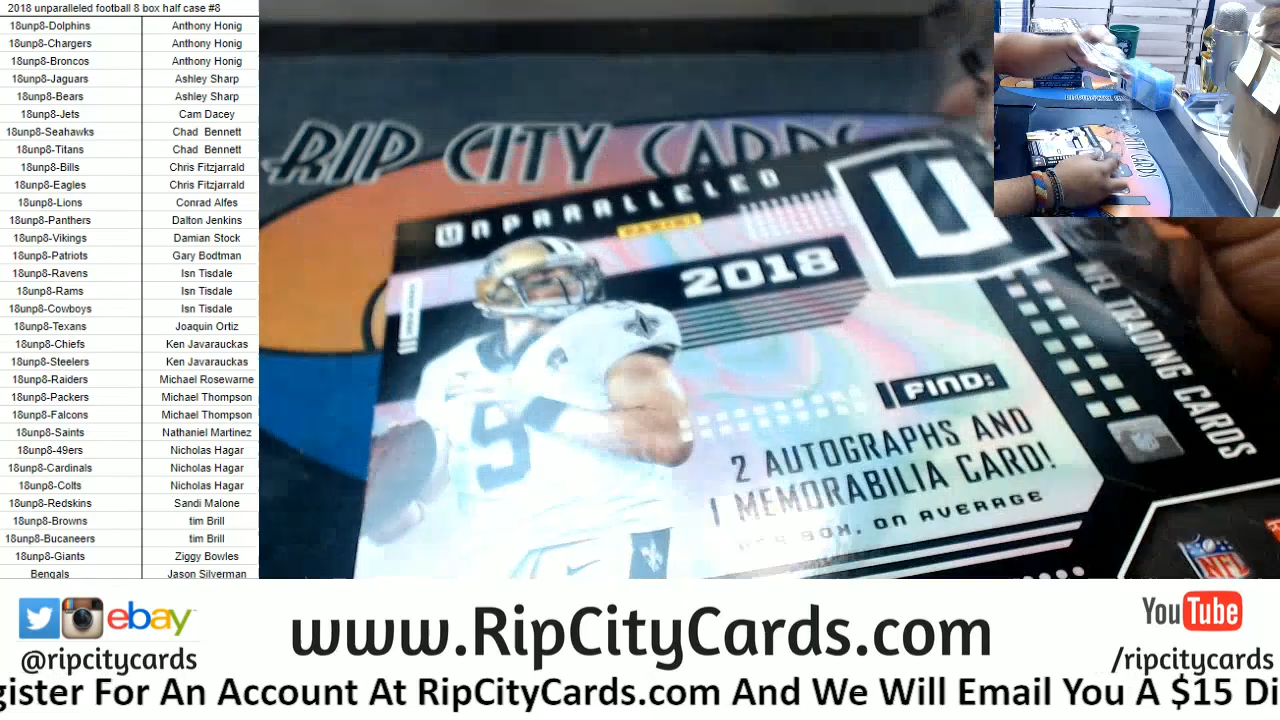 2018 unparalleled football 8 box half case #8
18unp8-Dolphins Anthony Honig
18unp8-Chargers Anthony Honig
18unp8-Broncos Anthony Honig
18unp8-Jaguars Ashley Sharp
18unp8-Bears Ashley Sharp
18unp8-Jets Cam Dacey
18unp8-Seahawks Chad Bennett
18unp8-Titans Chad Bennett
18unp8-Bills Chris Fitzjarrald
18unp8-Eagles Chris Fitzjarrald
18unp8-Lions Conrad Alfes
18unp8-Panthers Dalton Jenkins
18unp8-Vikings Damian Stock
18unp8-Patriots Gary Bodtman
18unp8-Ravens Isn Tisdale
18unp8-Rams Isn Tisdale
18unp8-Cowboys Isn Tisdale
18unp8-Texans Joaquin Ortiz
18unp8-Chiefs Ken Javarauckas
18unp8-Steelers Ken Javarauckas
18unp8-Raiders Michael Rosewarne
18unp8-Packers Michael Thompson
18unp8-Falcons Michael Thompson
18unp8-Saints Nathaniel Martinez
18unp8-49ers Nicholas Hagar
18unp8-Cardinals Nicholas Hagar
18unp8-Colts Nicholas Hagar
18unp8-Redskins Sandi Malone
18unp8-Browns tim Brill
18unp8-Bucaneers tim Brill
18unp8-Giants Ziggy Bowles
Bengals Jason Silverman
RIP CITY CARDS
UNPARALLELED
PANINI
U
2018
NFL TRADING CARDS
FIND:
2 AUTOGRAPHS AND
1 MEMORABILIA CARD!
PER BOX, ON AVERAGE
9
NFL
ebay
@ripcitycards
www.RipCityCards.com
YouTube
/ripcitycards
gister For An Account At RipCityCards.com And We Will Email You A $15 Di